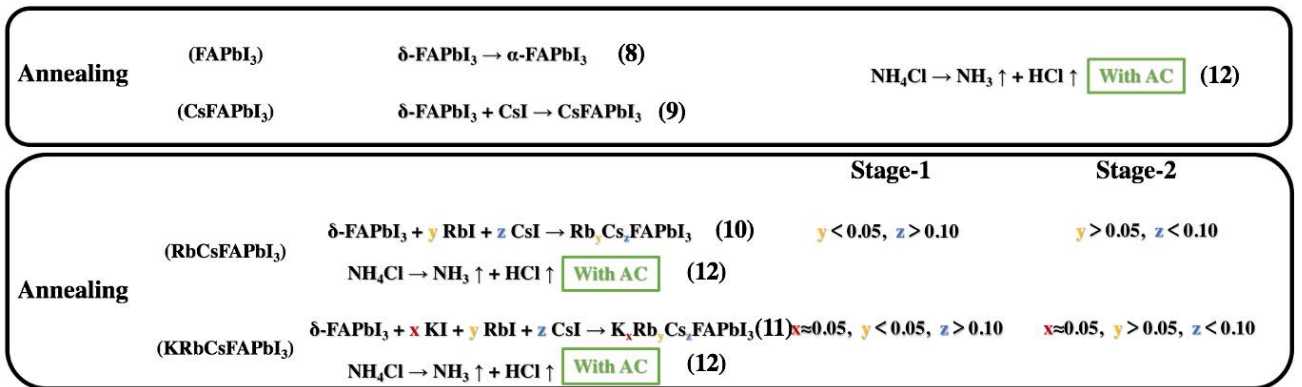 (FAPbI₃) δ-FAPbI₃ → α-FAPbI₃ (8)
Annealing NH₄Cl → NH₃ ↑ + HCl ↑ With AC (12)
(CsFAPbI₃) δ-FAPbI₃ + CsI → CsFAPbI₃ (9)
Stage-1 Stage-2
δ-FAPbI₃ + y RbI + z CsI → RbᵧCs_zFAPbI₃ (10) y < 0.05, z > 0.10 y > 0.05, z < 0.10
(RbCsFAPbI₃)
NH₄Cl → NH₃ ↑ + HCl ↑ With AC (12)
Annealing
δ-FAPbI₃ + x KI + y RbI + z CsI → KₓRbᵧCs_zFAPbI₃ (11) x≈0.05, y < 0.05, z > 0.10 x≈0.05, y > 0.05, z < 0.10
(KRbCsFAPbI₃)
NH₄Cl → NH₃ ↑ + HCl ↑ With AC (12)